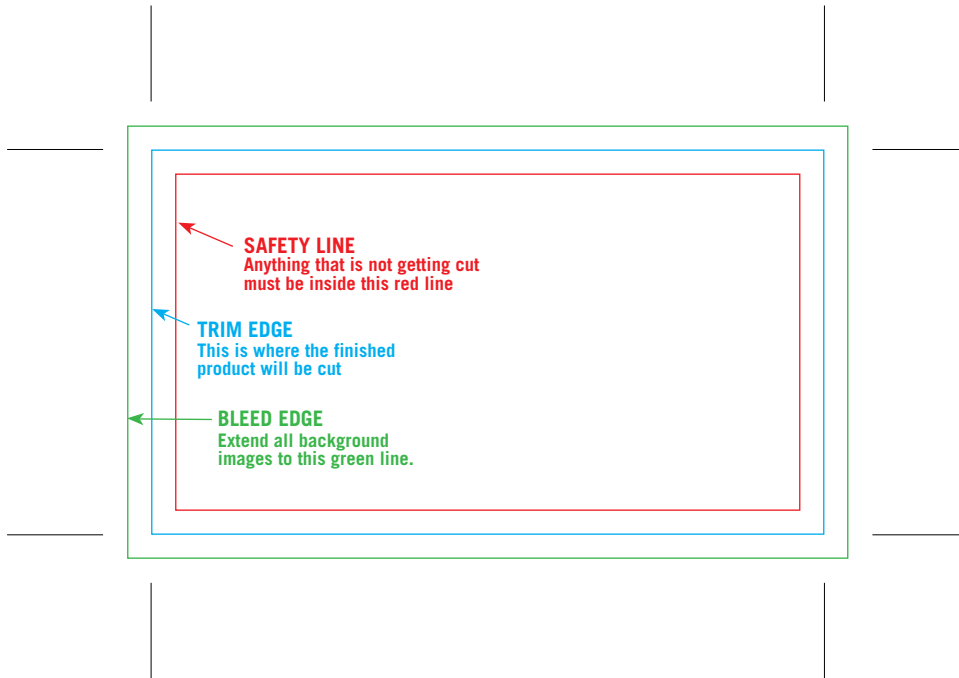 SAFETY LINE
Anything that is not getting cut
must be inside this red line
TRIM EDGE
This is where the finished
product will be cut
BLEED EDGE
Extend all background
images to this green line.